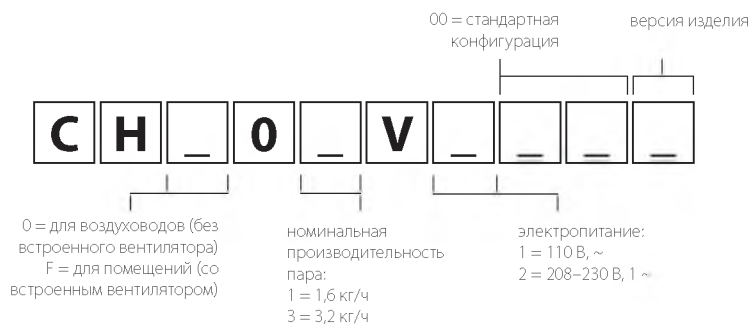 00 = стандартная
конфигурация
версия изделия
C H _ 0 _ V _ _ _ _
0 = для воздуховодов (без
встроенного вентилятора)
F = для помещений (со
встроенным вентилятором)
номинальная
производительность
пара:
1 = 1,6 кг/ч
3 = 3,2 кг/ч
электропитание:
1 = 110 В, ~
2 = 208–230 В, 1 ~